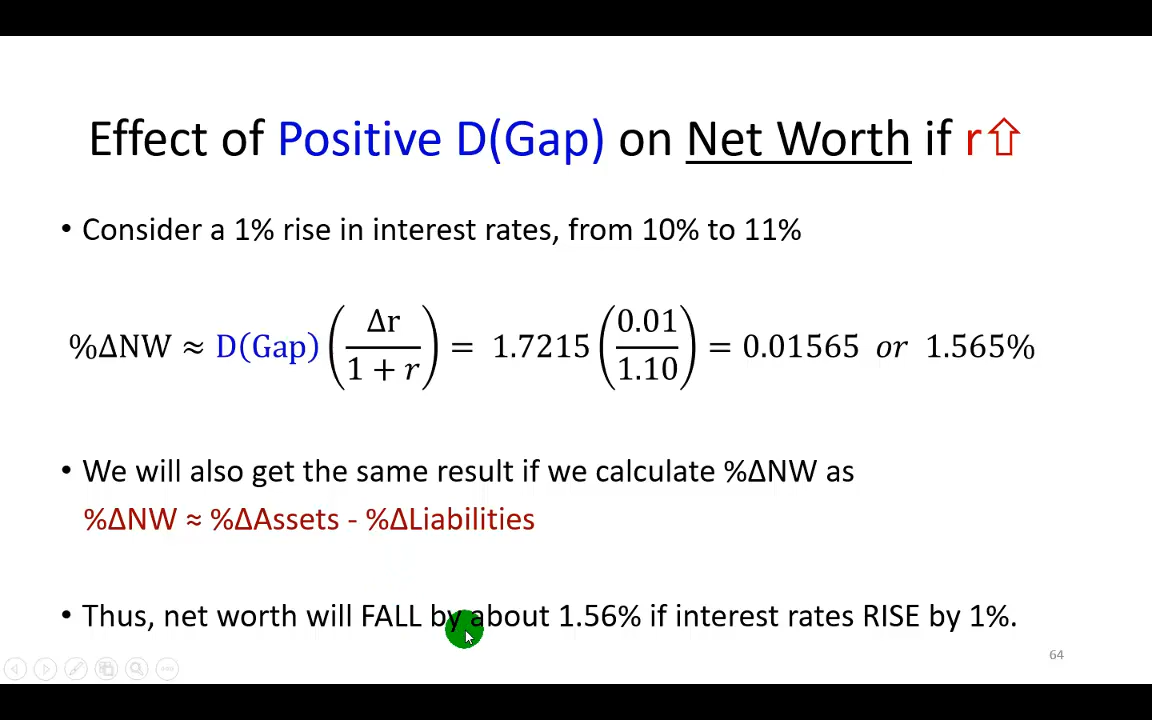 Effect of Positive D(Gap) on Net Worth if r⇧
• Consider a 1% rise in interest rates, from 10% to 11%
%ΔNW ≈ D(Gap) (Δr / 1 + r) = 1.7215 (0.01 / 1.10) = 0.01565 or 1.565%
• We will also get the same result if we calculate %ΔNW as
%ΔNW ≈ %ΔAssets - %ΔLiabilities
• Thus, net worth will FALL by about 1.56% if interest rates RISE by 1%.
64